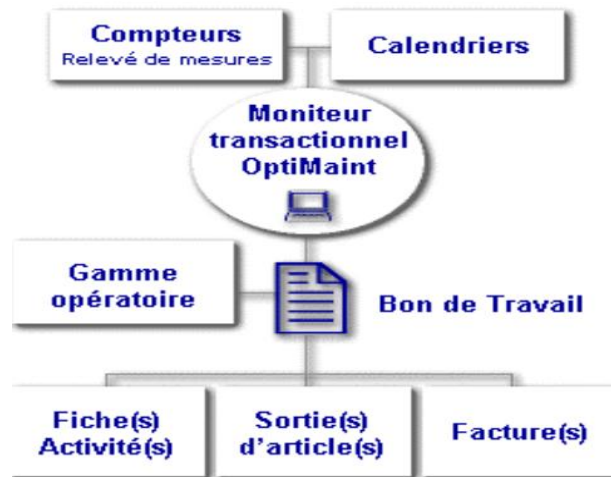 Compteurs
Relevé de mesures
Calendriers
Moniteur
transactionnel
OptiMaint
Gamme
opératoire
Bon de Travail
Fiche(s)
Activité(s)
Sortie(s)
d'article(s)
Facture(s)